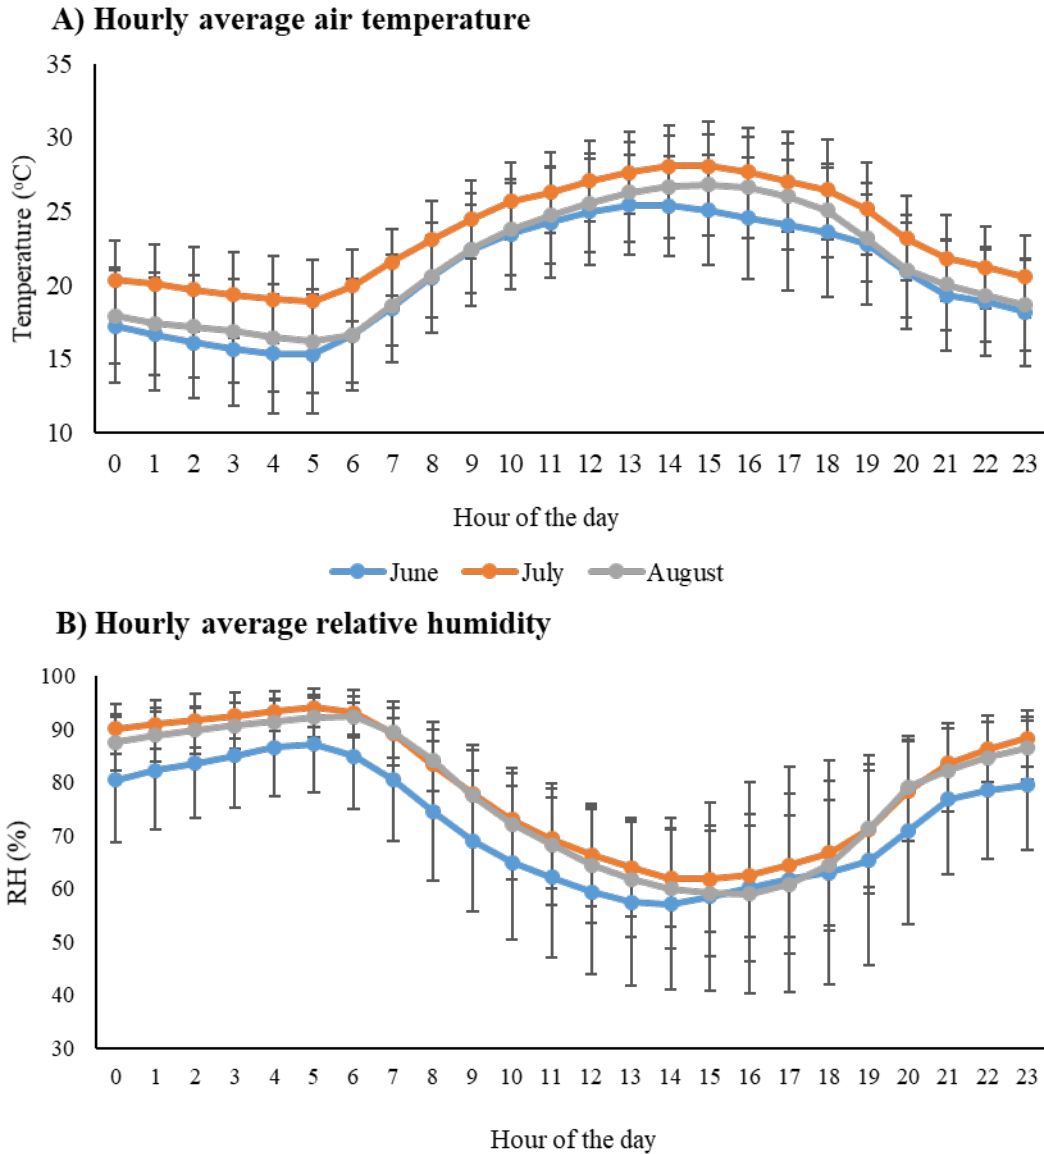 A) Hourly average air temperature
35
30
25
20
15
10
Temperature (°C)
0 1 2 3 4 5 6 7 8 9 10 11 12 13 14 15 16 17 18 19 20 21 22 23
Hour of the day
June July August
B) Hourly average relative humidity
100
90
80
70
60
50
40
30
RH (%)
0 1 2 3 4 5 6 7 8 9 10 11 12 13 14 15 16 17 18 19 20 21 22 23
Hour of the day